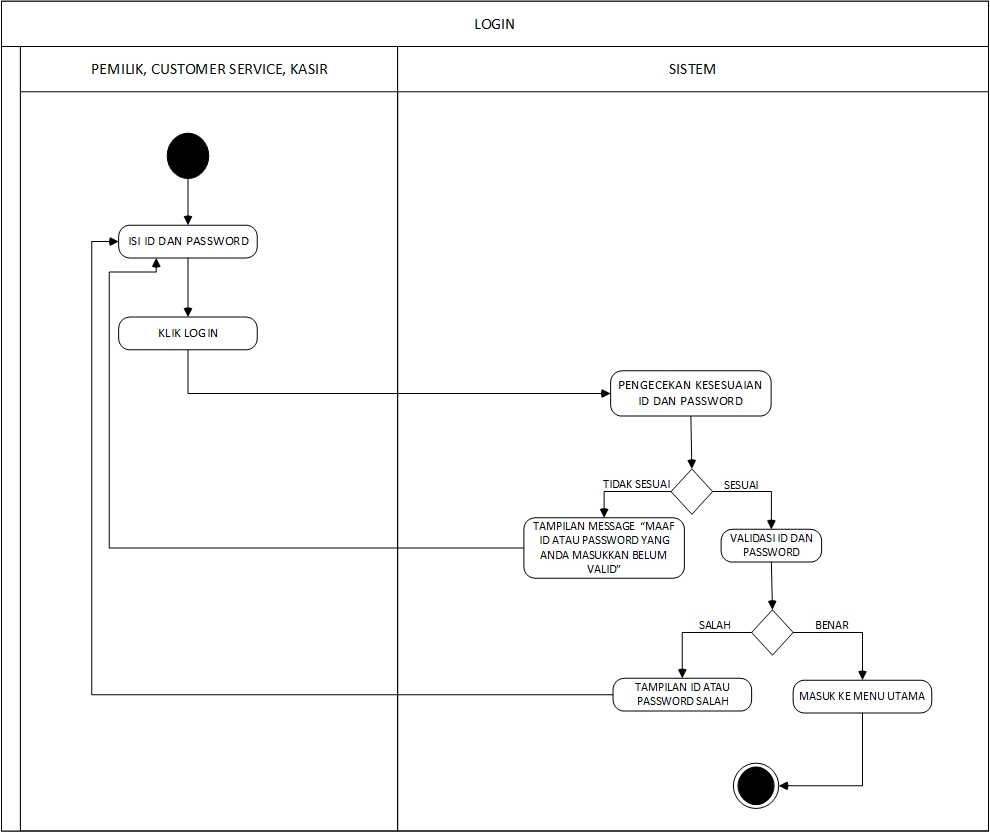 LOGIN
PEMILIK, CUSTOMER SERVICE, KASIR
SISTEM
ISI ID DAN PASSWORD
KLIK LOGIN
PENGECEKAN KESESUAIAN
ID DAN PASSWORD
TIDAK SESUAI
SESUAI
TAMPILAN MESSAGE “MAAF
ID ATAU PASSWORD YANG
ANDA MASUKKAN BELUM
VALID”
VALIDASI ID DAN
PASSWORD
SALAH
BENAR
TAMPILAN ID ATAU
PASSWORD SALAH
MASUK KE MENU UTAMA